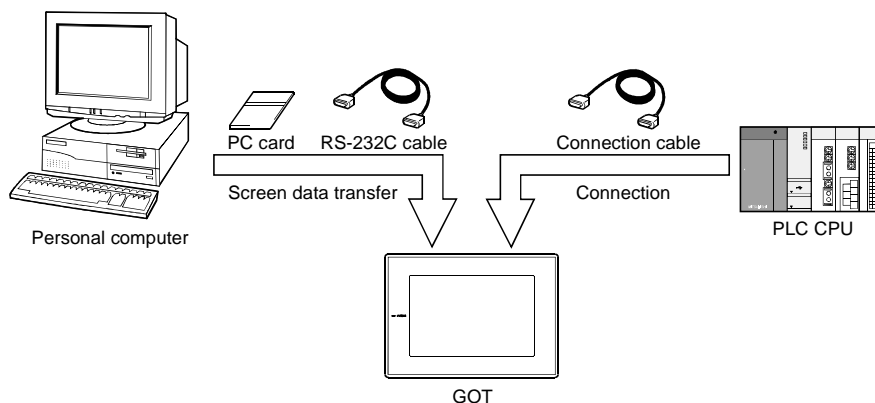 PC card
RS-232C cable
Connection cable
Screen data transfer
Connection
Personal computer
PLC CPU
GOT